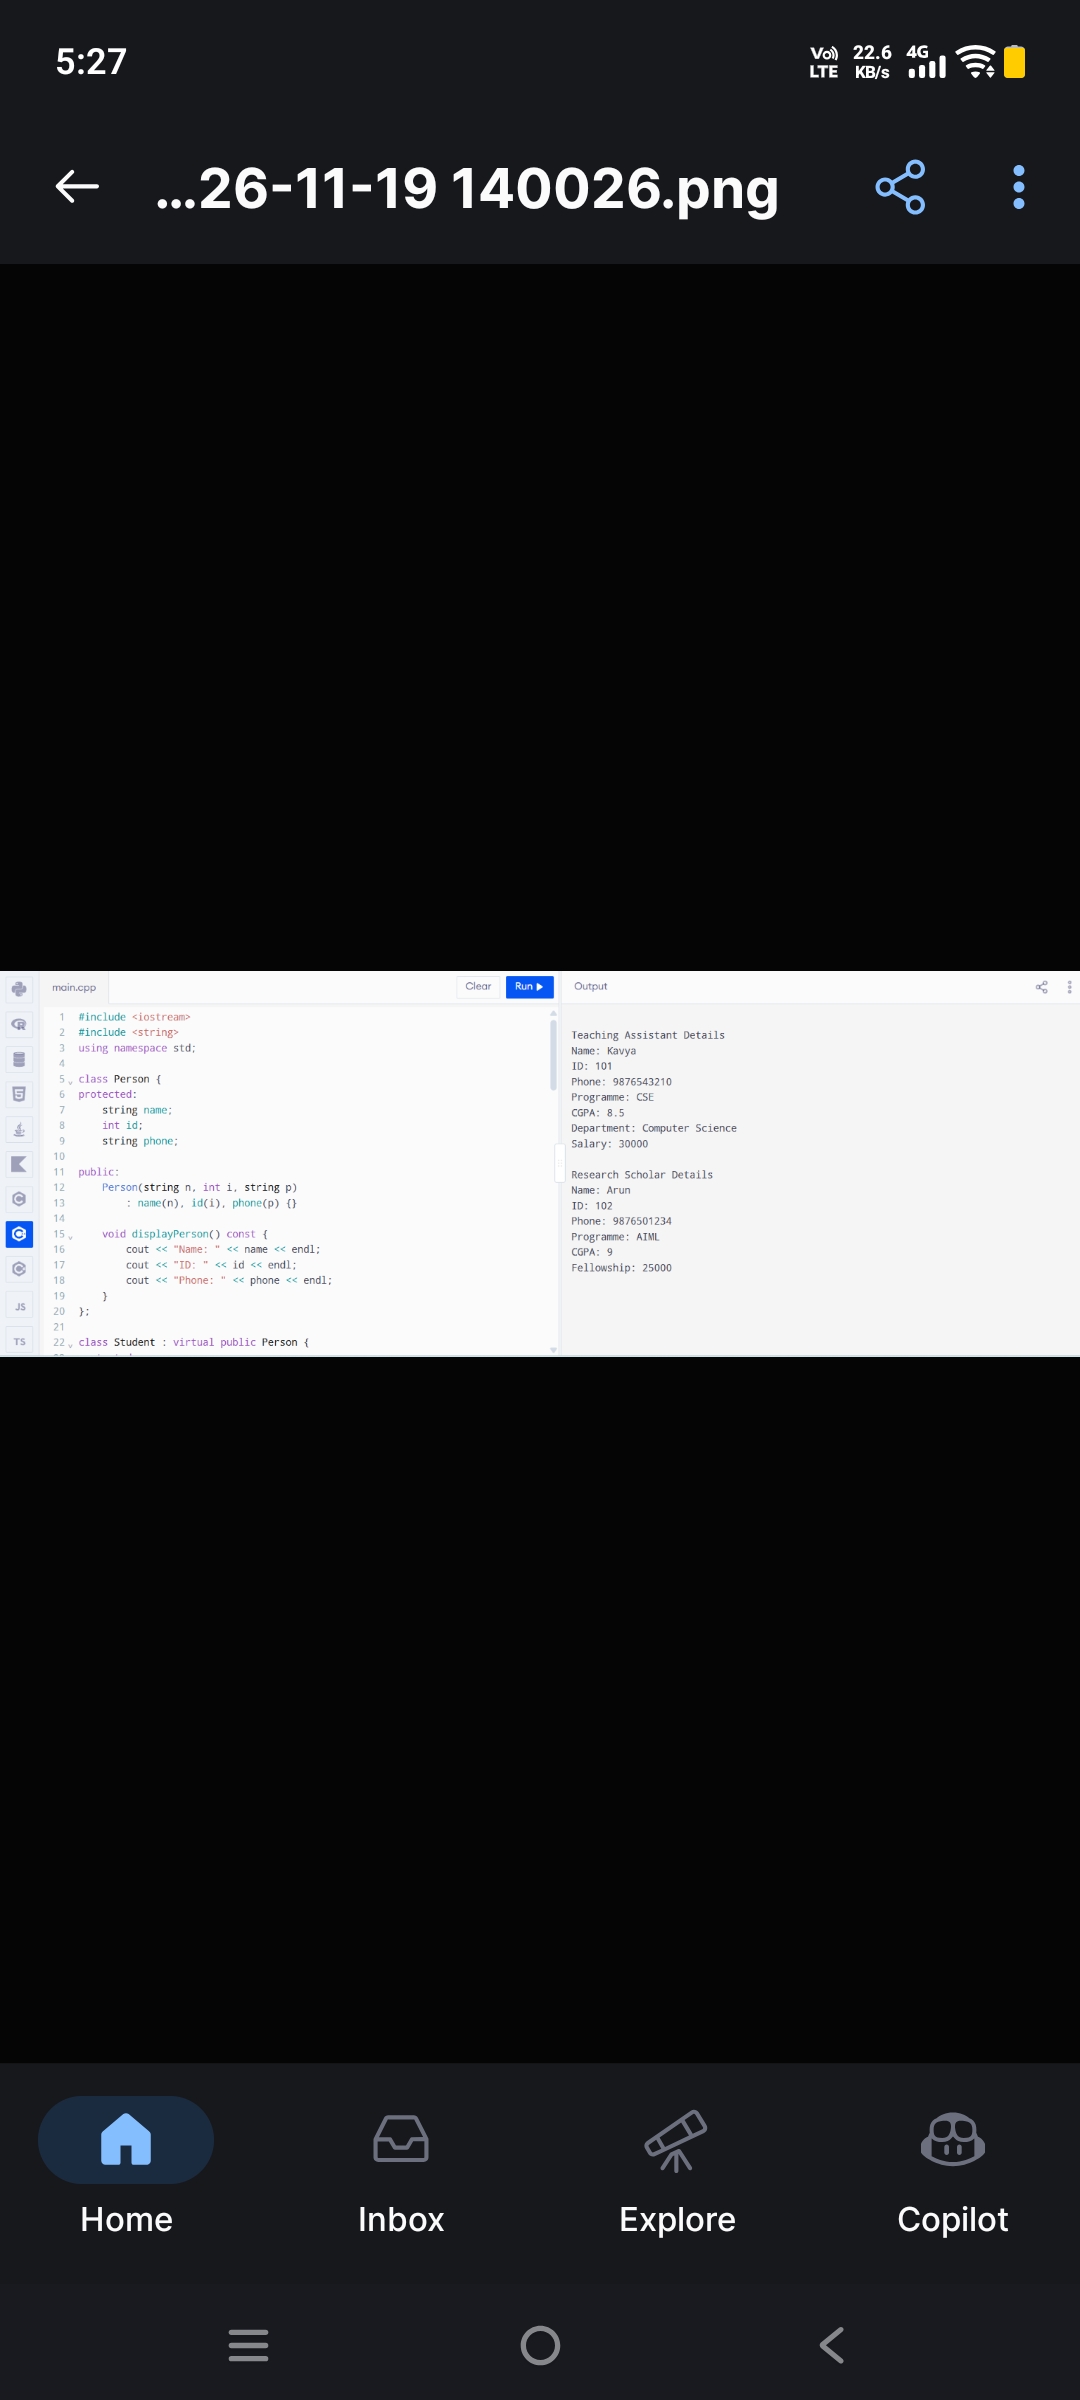 5:27
Vo))
LTE
22.6
KB/s
4G
...26-11-19 140026.png
main.cpp
Clear
Run
Output
1 #include <iostream>
2 #include <string>
3 using namespace std;
4
5 class Person {
6 protected:
7 string name;
8 int id;
9 string phone;
10
11 public:
12 Person(string n, int i, string p)
13 : name(n), id(i), phone(p) {}
14
15 void displayPerson() const {
16 cout << "Name: " << name << endl;
17 cout << "ID: " << id << endl;
18 cout << "Phone: " << phone << endl;
19 }
20 };
21
22 class Student : virtual public Person {
JS
TS
Teaching Assistant Details
Name: Kavya
ID: 101
Phone: 9876543210
Programme: CSE
CGPA: 8.5
Department: Computer Science
Salary: 30000
Research Scholar Details
Name: Arun
ID: 102
Phone: 9876501234
Programme: AIML
CGPA: 9
Fellowship: 25000
Home
Inbox
Explore
Copilot